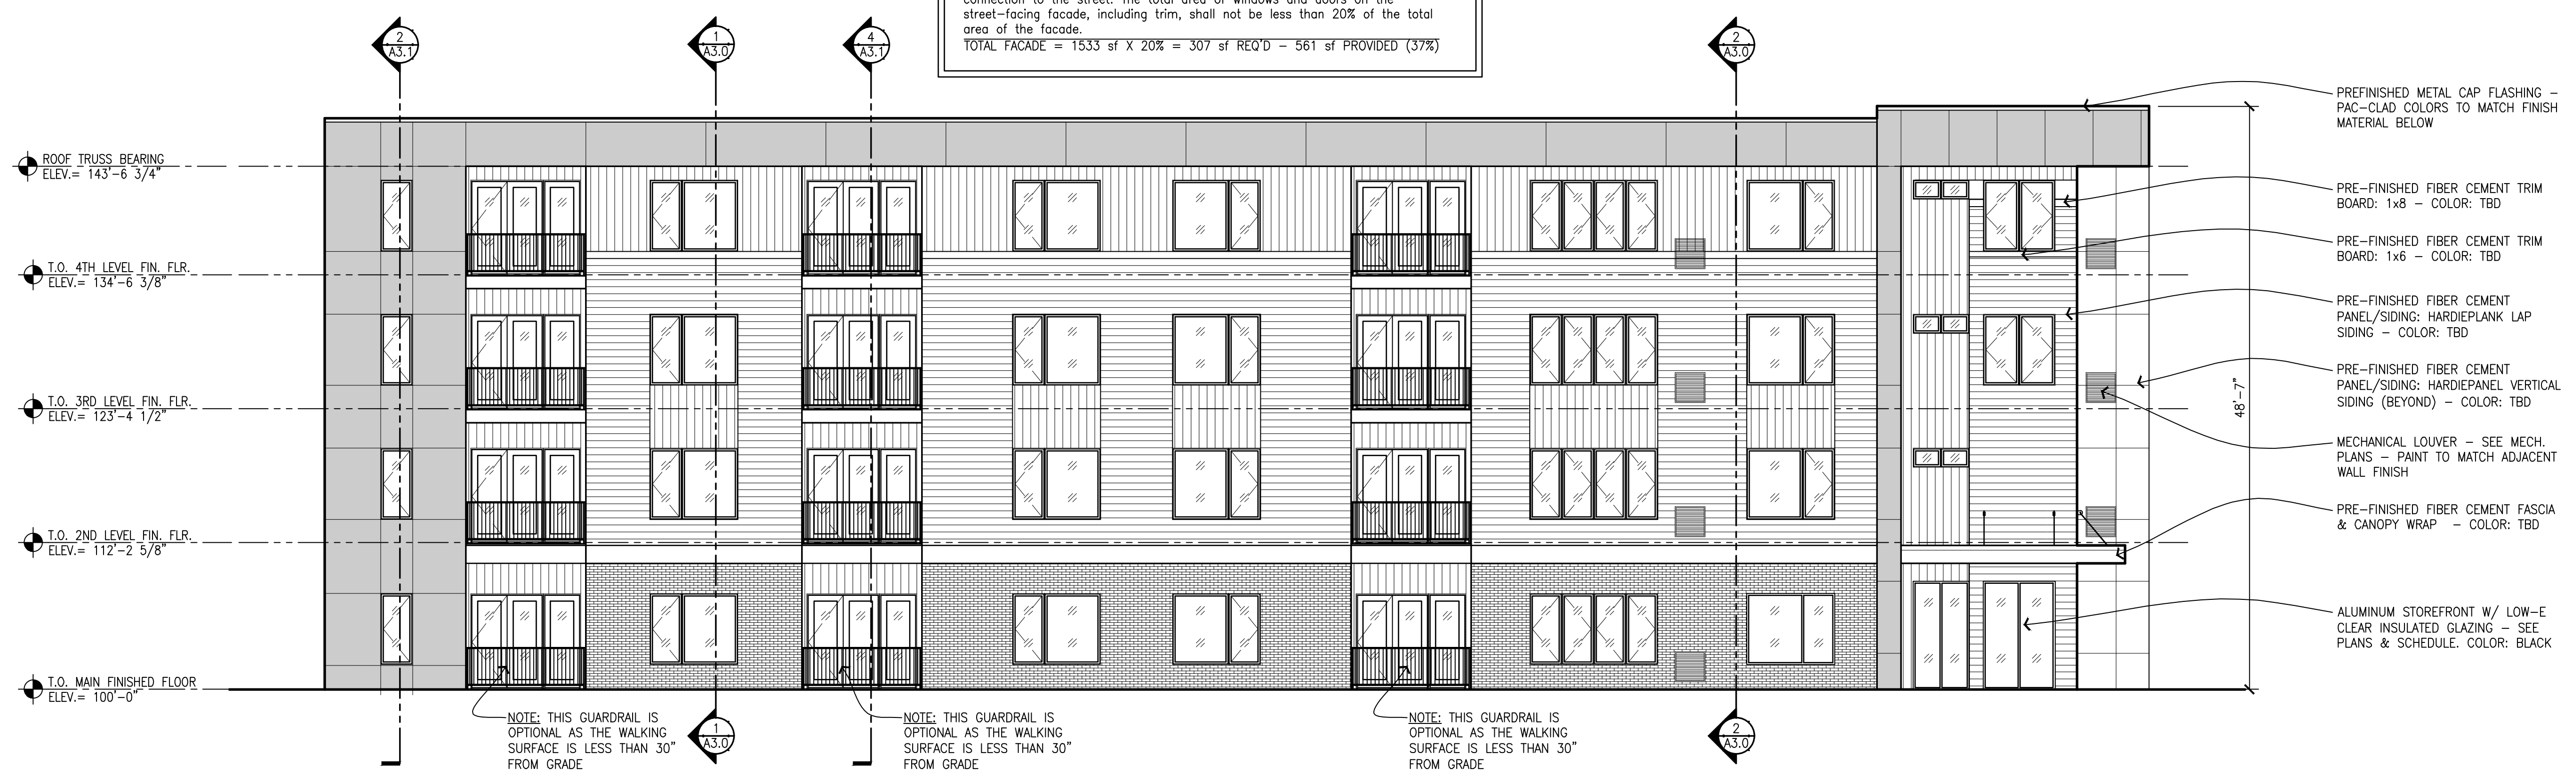 connection to the street. The total area of windows and doors on the
street-facing facade, including trim, shall not be less than 20% of the total
area of the facade.
TOTAL FACADE = 1533 sf X 20% = 307 sf REQ'D - 561 sf PROVIDED (37%)
2
A3.1
1
A3.0
4
A3.1
2
A3.0
ROOF TRUSS BEARING
ELEV.= 143'-6 3/4"
T.O. 4TH LEVEL FIN. FLR.
ELEV.= 134'-6 3/8"
T.O. 3RD LEVEL FIN. FLR.
ELEV.= 123'-4 1/2"
T.O. 2ND LEVEL FIN. FLR.
ELEV.= 112'-2 5/8"
T.O. MAIN FINISHED FLOOR
ELEV.= 100'-0"
48'-7"
PREFINISHED METAL CAP FLASHING -
PAC-CLAD COLORS TO MATCH FINISH
MATERIAL BELOW
PRE-FINISHED FIBER CEMENT TRIM
BOARD: 1x8 - COLOR: TBD
PRE-FINISHED FIBER CEMENT TRIM
BOARD: 1x6 - COLOR: TBD
PRE-FINISHED FIBER CEMENT
PANEL/SIDING: HARDIEPLANK LAP
SIDING - COLOR: TBD
PRE-FINISHED FIBER CEMENT
PANEL/SIDING: HARDIEPANEL VERTICAL
SIDING (BEYOND) - COLOR: TBD
MECHANICAL LOUVER - SEE MECH.
PLANS - PAINT TO MATCH ADJACENT
WALL FINISH
PRE-FINISHED FIBER CEMENT FASCIA
& CANOPY WRAP - COLOR: TBD
ALUMINUM STOREFRONT W/ LOW-E
CLEAR INSULATED GLAZING - SEE
PLANS & SCHEDULE. COLOR: BLACK
NOTE: THIS GUARDRAIL IS
OPTIONAL AS THE WALKING
SURFACE IS LESS THAN 30"
FROM GRADE
1
A3.0
NOTE: THIS GUARDRAIL IS
OPTIONAL AS THE WALKING
SURFACE IS LESS THAN 30"
FROM GRADE
NOTE: THIS GUARDRAIL IS
OPTIONAL AS THE WALKING
SURFACE IS LESS THAN 30"
FROM GRADE
2
A3.0